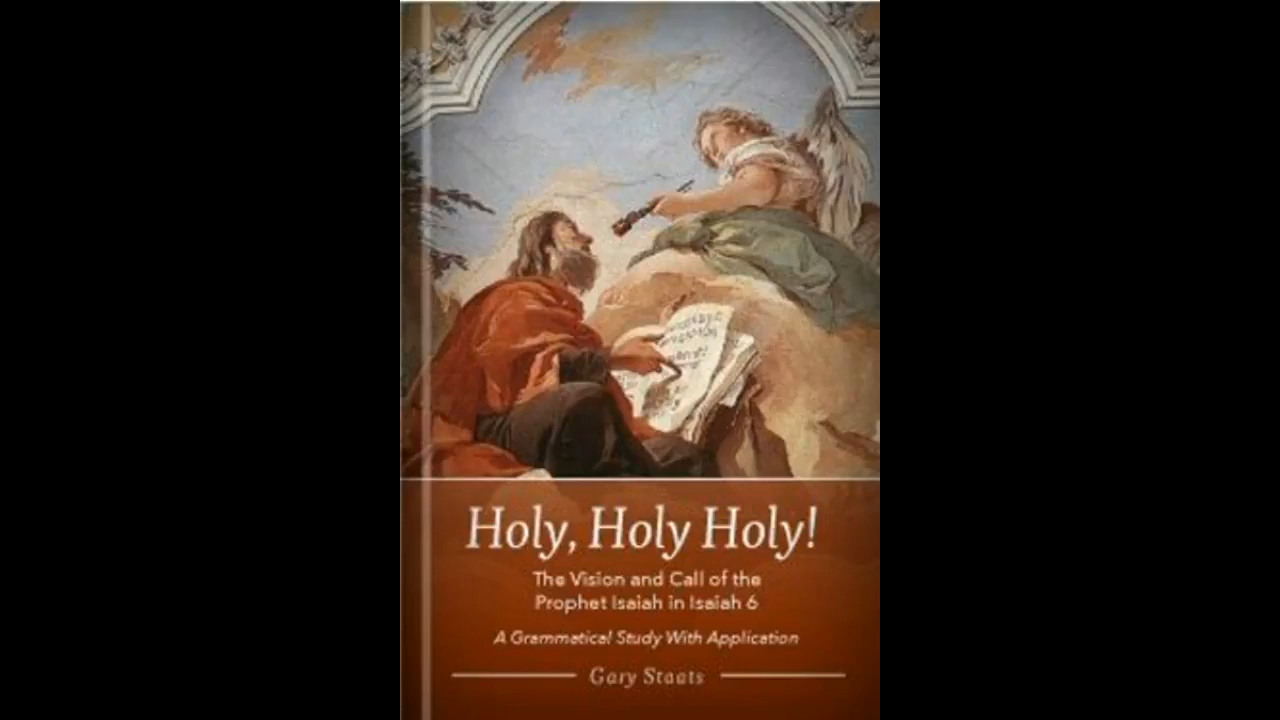 Holy, Holy Holy!
The Vision and Call of the
Prophet Isaiah in Isaiah 6
A Grammatical Study With Application
Gary Staats